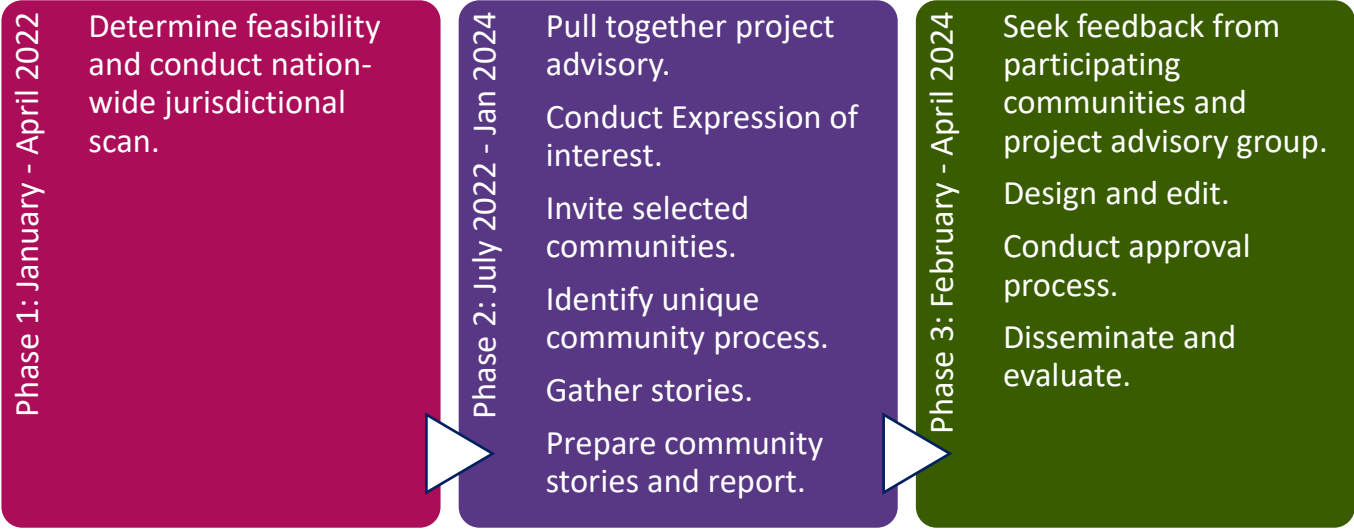 Phase 1: January - April 2022
Determine feasibility
and conduct nation-
wide jurisdictional
scan.
Phase 2: July 2022 - Jan 2024
Pull together project
advisory.
Conduct Expression of
interest.
Invite selected
communities.
Identify unique
community process.
Gather stories.
Prepare community
stories and report.
Phase 3: February - April 2024
Seek feedback from
participating
communities and
project advisory group.
Design and edit.
Conduct approval
process.
Disseminate and
evaluate.